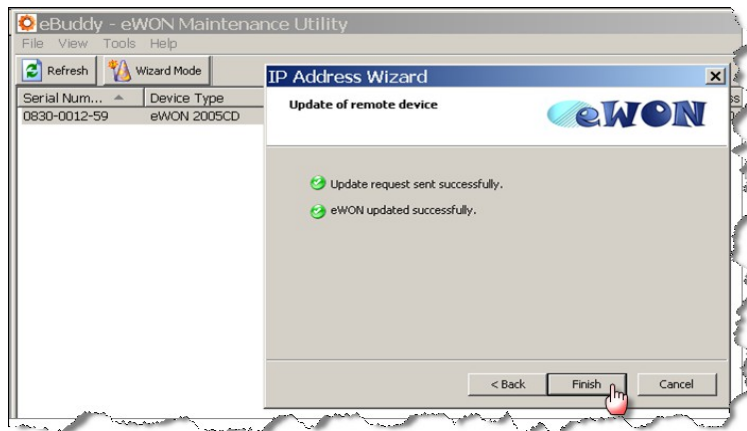 eBuddy - eWON Maintenance Utility
File View Tools Help
Refresh Wizard Mode
Serial Num... Device Type
0830-0012-59 eWON 2005CD
IP Address Wizard
Update of remote device
eWON
Update request sent successfully.
eWON updated successfully.
< Back Finish Cancel